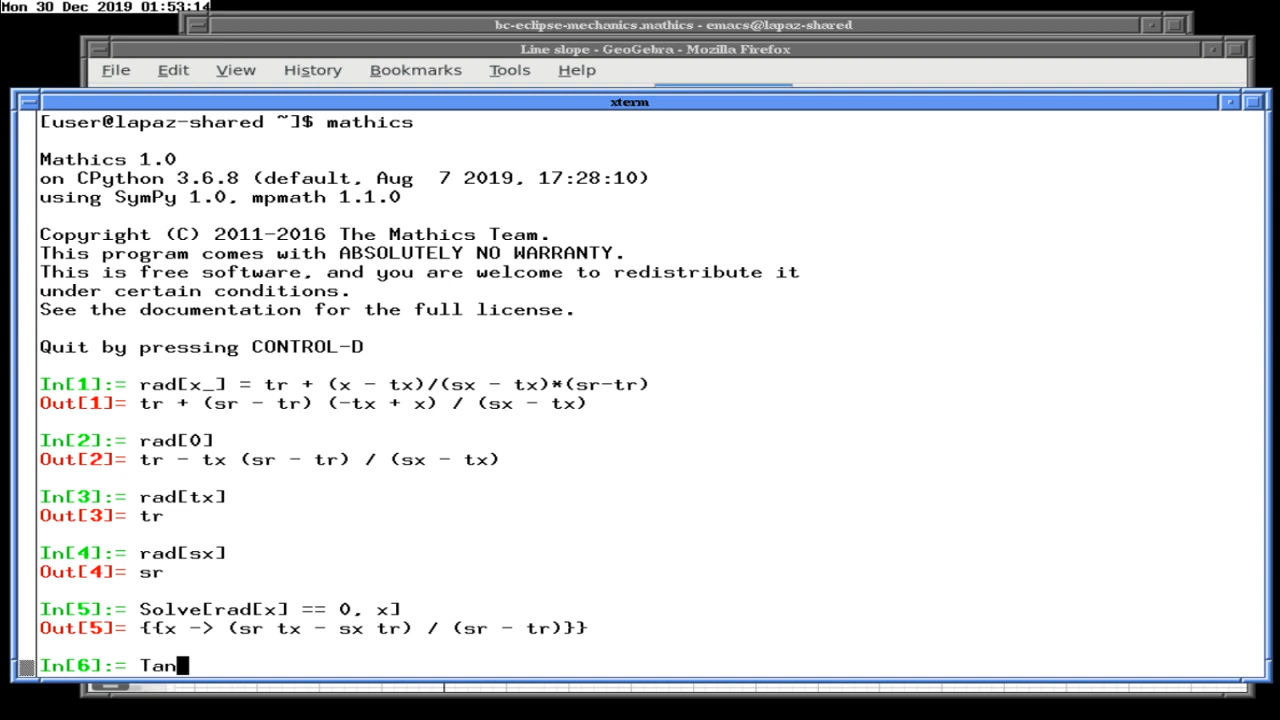 Mon 30 Dec 2019 01:53:14
bc-eclipse-mechanics.mathics - emacs@lapaz-shared
Line slope - GeoGebra - Mozilla Firefox
File Edit View History Bookmarks Tools Help
xterm
[user@lapaz-shared ~]$ mathics
Mathics 1.0
on CPython 3.6.8 (default, Aug  7 2019, 17:28:10)
using SymPy 1.0, mpmath 1.1.0
Copyright (C) 2011-2016 The Mathics Team.
This program comes with ABSOLUTELY NO WARRANTY.
This is free software, and you are welcome to redistribute it
under certain conditions.
See the documentation for the full license.
Quit by pressing CONTROL-D
In[1]:= rad[x_] = tr + (x - tx)/(sx - tx)*(sr-tr)
Out[1]= tr + (sr - tr) (-tx + x) / (sx - tx)
In[2]:= rad[0]
Out[2]= tr - tx (sr - tr) / (sx - tx)
In[3]:= rad[tx]
Out[3]= tr
In[4]:= rad[sx]
Out[4]= sr
In[5]:= Solve[rad[x] == 0, x]
Out[5]= {{x -> (sr tx - sx tr) / (sr - tr)}}
In[6]:= Tan